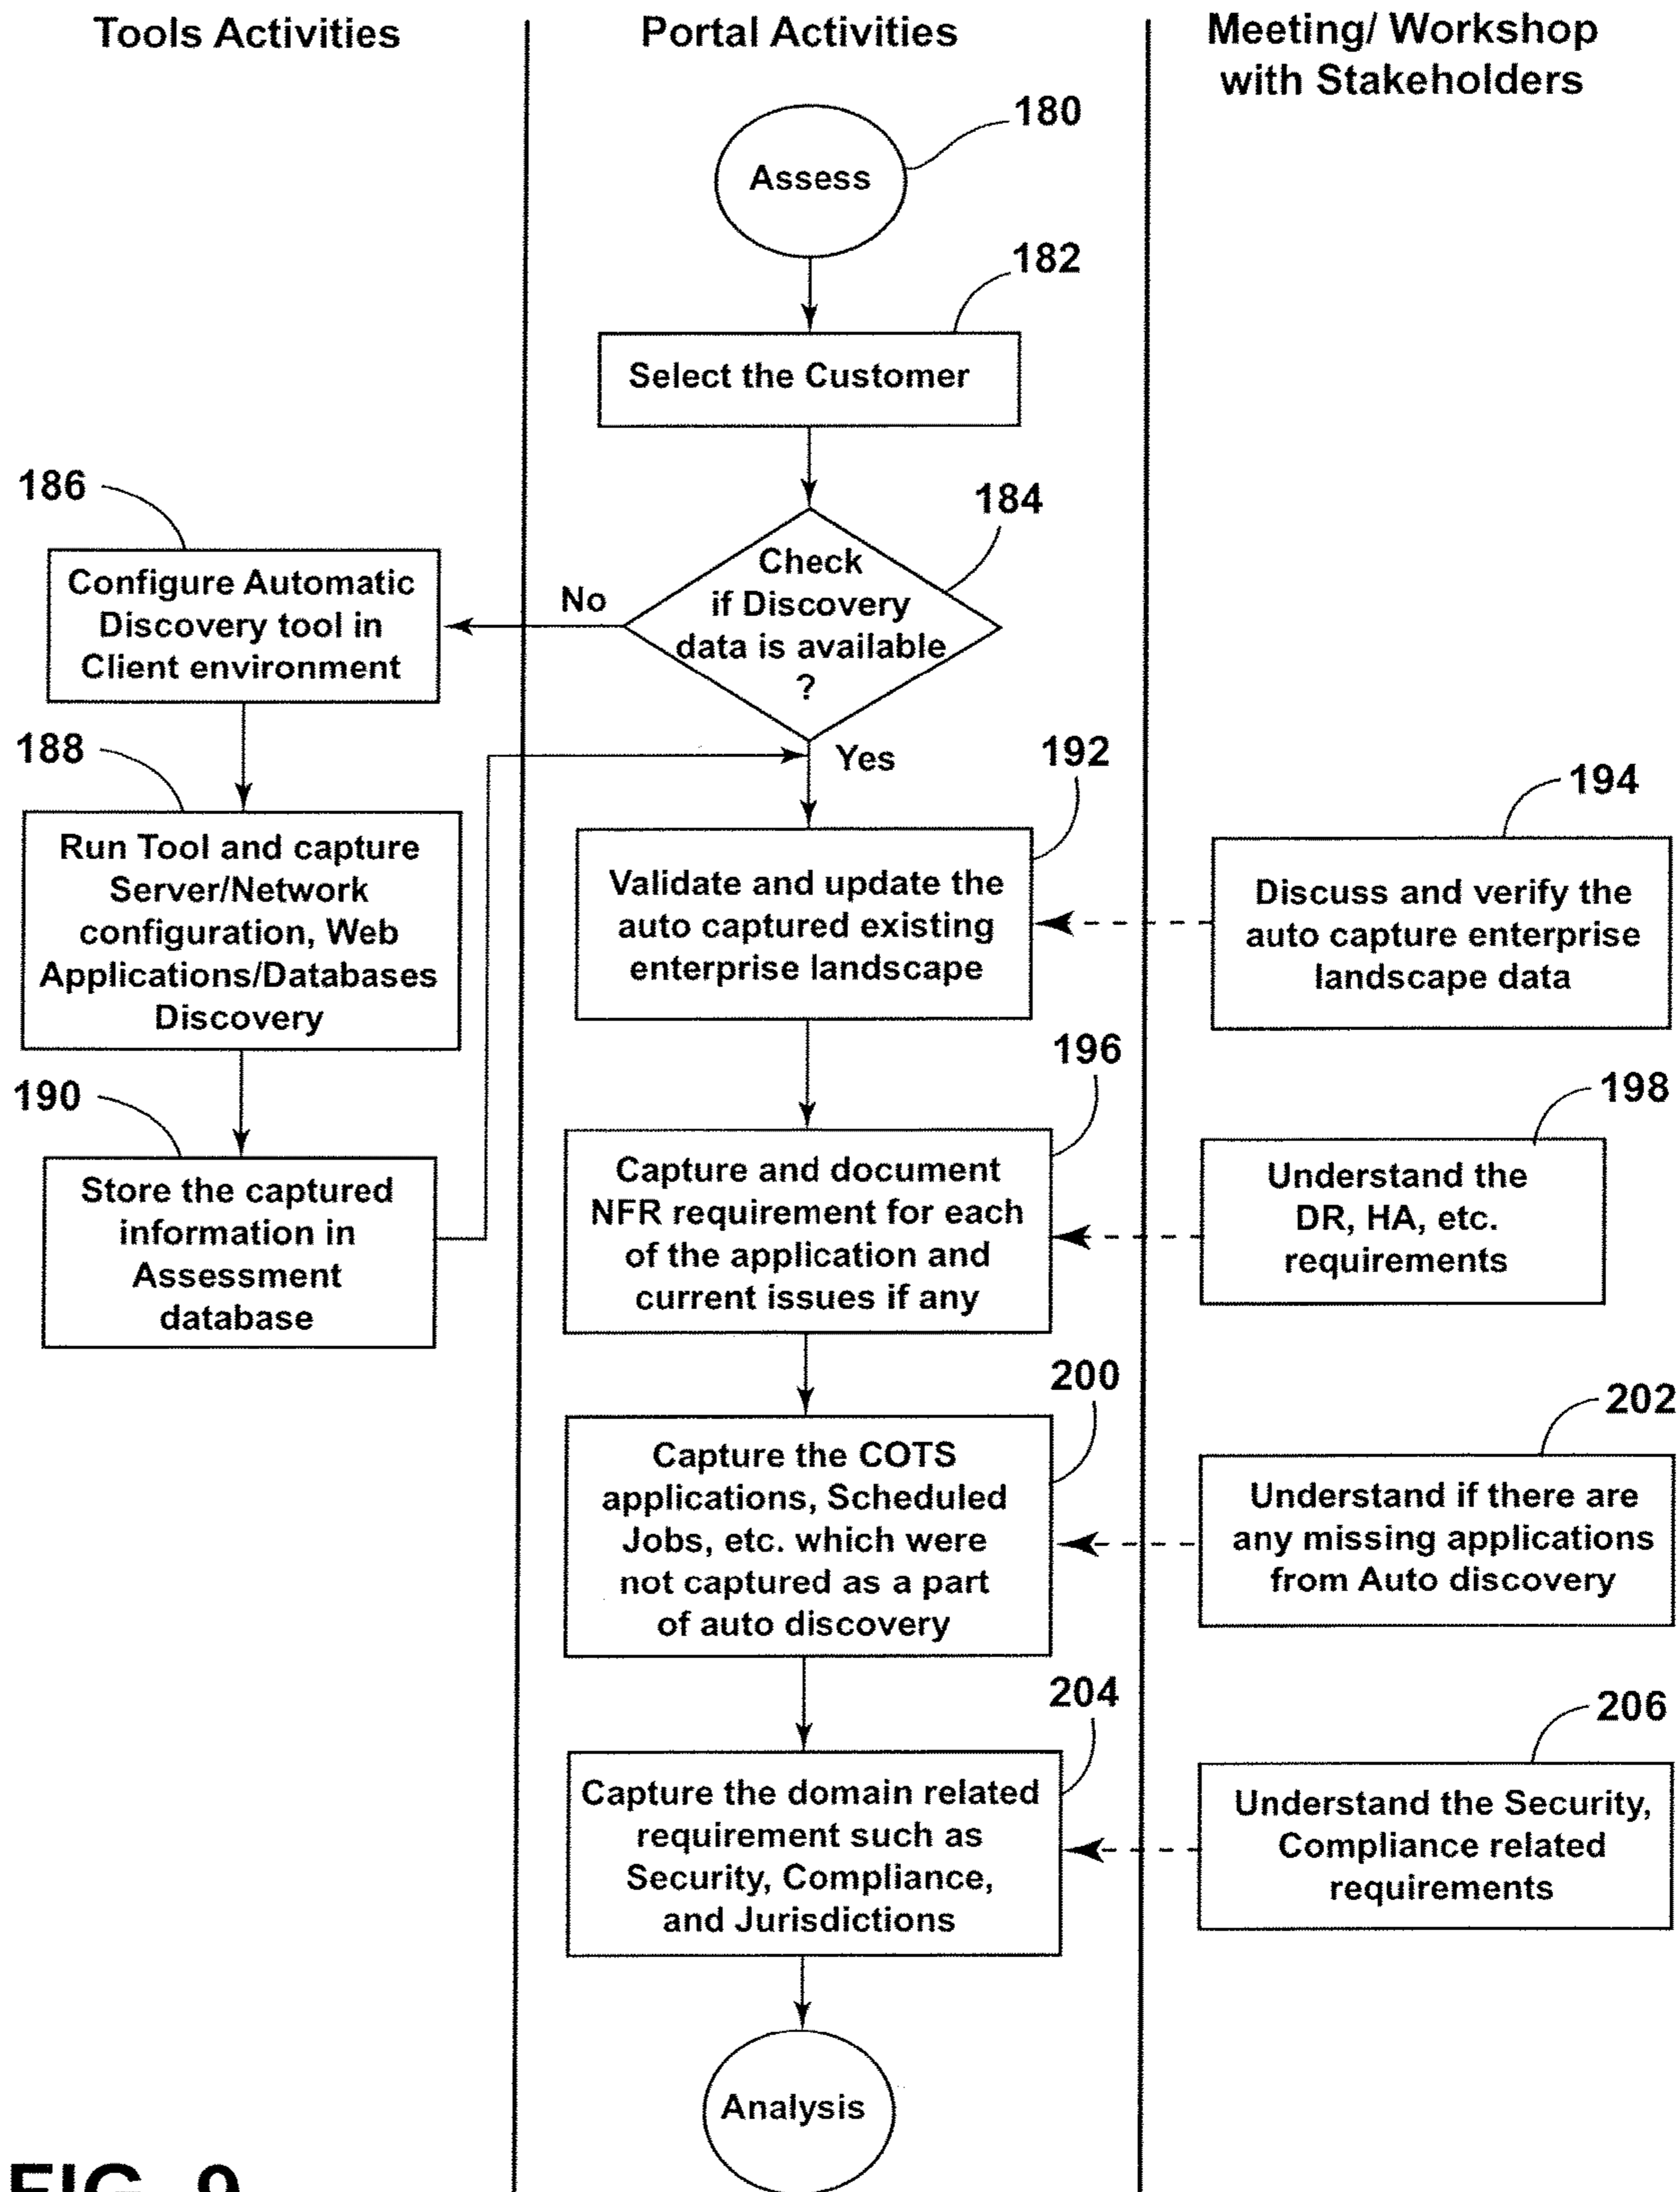 Tools Activities
Portal Activities
Meeting/ Workshop
with Stakeholders
180
Assess
182
Select the Customer
184
Check
if Discovery
data is available
?
No
Yes
186
Configure Automatic
Discovery tool in
Client environment
188
Run Tool and capture
Server/Network
configuration, Web
Applications/Databases
Discovery
190
Store the captured
information in
Assessment
database
192
Validate and update the
auto captured existing
enterprise landscape
194
Discuss and verify the
auto capture enterprise
landscape data
196
Capture and document
NFR requirement for each
of the application and
current issues if any
198
Understand the
DR, HA, etc.
requirements
200
Capture the COTS
applications, Scheduled
Jobs, etc. which were
not captured as a part
of auto discovery
202
Understand if there are
any missing applications
from Auto discovery
204
Capture the domain related
requirement such as
Security, Compliance,
and Jurisdictions
206
Understand the Security,
Compliance related
requirements
Analysis
FIG. 9